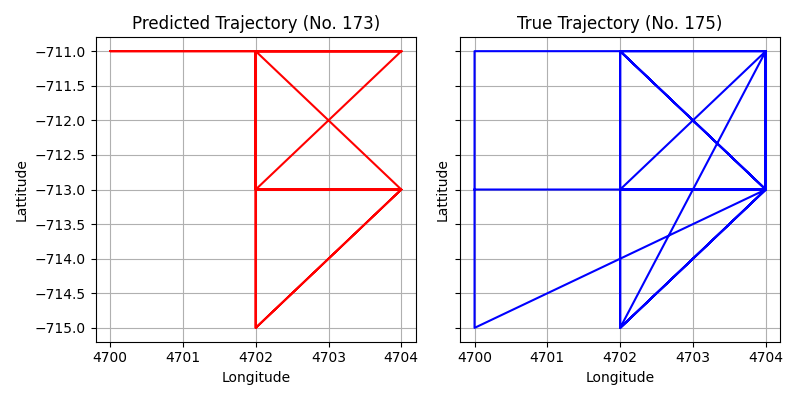 Predicted Trajectory (No. 173)
True Trajectory (No. 175)
−711.0
−711.5
−712.0
−712.5
−713.0
−713.5
−714.0
−714.5
−715.0
Lattitude
Lattitude
4700 4701 4702 4703 4704
4700 4701 4702 4703 4704
Longitude
Longitude